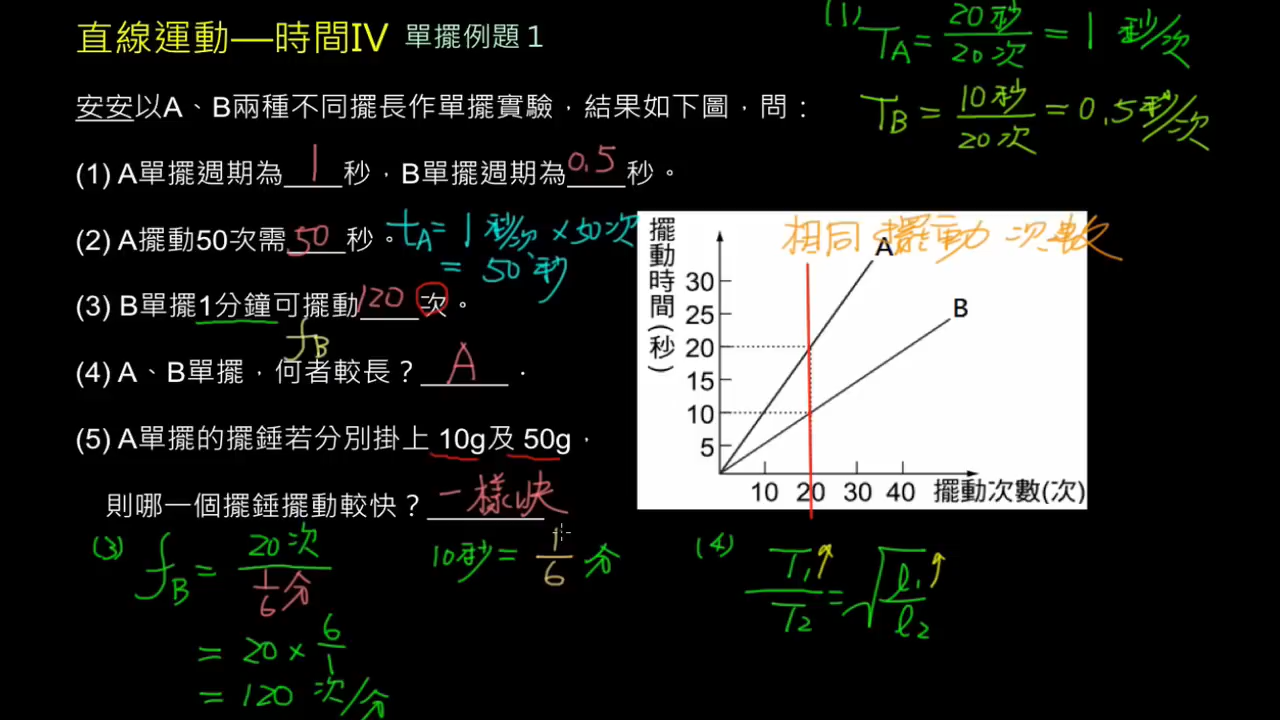 直線運動—時間IV 單擺例題1
安安以A、B兩種不同擺長作單擺實驗，結果如下圖，問：
(1) A單擺週期為 1 秒，B單擺週期為 0.5 秒。
(2) A擺動50次需 50 秒。
tA = 1 秒/次 × 50次
= 50 秒
(3) B單擺1分鐘可擺動 120 次。
fB
(4) A、B單擺，何者較長？ A .
(5) A單擺的擺錘若分別掛上 10g及 50g，
則哪一個擺錘擺動較快？ 一樣快
(1) TA = 20秒/20次 = 1 秒/次
TB = 10秒/20次 = 0.5秒/次
相同擺動次數
擺動時間(秒)
A
B
30
25
20
15
10
5
10 20 30 40 擺動次數(次)
(3) fB = 20次 / 1/6分
= 20 × 6/1
= 120 次/分
10秒 = 1/6 分
(4) T1↑/T2 = √l1↑/l2